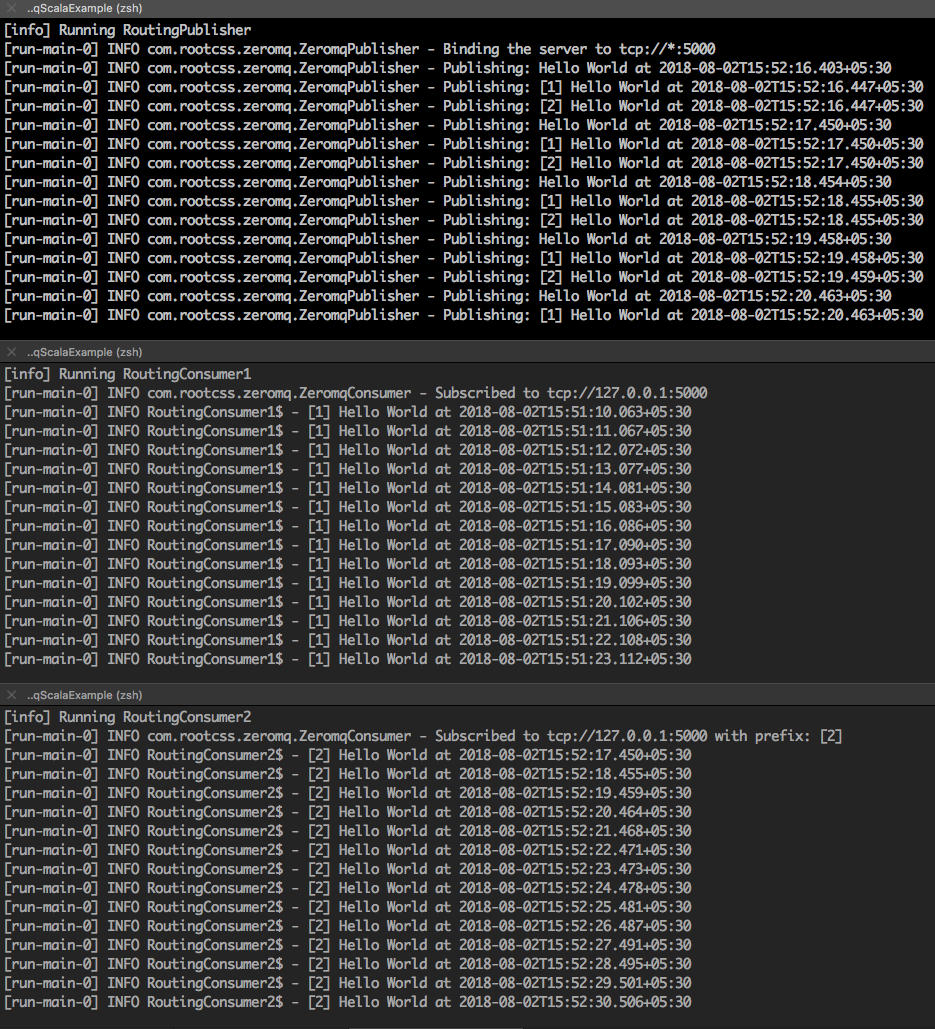 ..qScalaExample (zsh)
[info] Running RoutingPublisher
[run-main-0] INFO com.rootcss.zeromq.ZeromqPublisher - Binding the server to tcp://*:5000
[run-main-0] INFO com.rootcss.zeromq.ZeromqPublisher - Publishing: Hello World at 2018-08-02T15:52:16.403+05:30
[run-main-0] INFO com.rootcss.zeromq.ZeromqPublisher - Publishing: [1] Hello World at 2018-08-02T15:52:16.447+05:30
[run-main-0] INFO com.rootcss.zeromq.ZeromqPublisher - Publishing: [2] Hello World at 2018-08-02T15:52:16.447+05:30
[run-main-0] INFO com.rootcss.zeromq.ZeromqPublisher - Publishing: Hello World at 2018-08-02T15:52:17.450+05:30
[run-main-0] INFO com.rootcss.zeromq.ZeromqPublisher - Publishing: [1] Hello World at 2018-08-02T15:52:17.450+05:30
[run-main-0] INFO com.rootcss.zeromq.ZeromqPublisher - Publishing: [2] Hello World at 2018-08-02T15:52:17.450+05:30
[run-main-0] INFO com.rootcss.zeromq.ZeromqPublisher - Publishing: Hello World at 2018-08-02T15:52:18.454+05:30
[run-main-0] INFO com.rootcss.zeromq.ZeromqPublisher - Publishing: [1] Hello World at 2018-08-02T15:52:18.455+05:30
[run-main-0] INFO com.rootcss.zeromq.ZeromqPublisher - Publishing: [2] Hello World at 2018-08-02T15:52:18.455+05:30
[run-main-0] INFO com.rootcss.zeromq.ZeromqPublisher - Publishing: Hello World at 2018-08-02T15:52:19.458+05:30
[run-main-0] INFO com.rootcss.zeromq.ZeromqPublisher - Publishing: [1] Hello World at 2018-08-02T15:52:19.458+05:30
[run-main-0] INFO com.rootcss.zeromq.ZeromqPublisher - Publishing: [2] Hello World at 2018-08-02T15:52:19.459+05:30
[run-main-0] INFO com.rootcss.zeromq.ZeromqPublisher - Publishing: Hello World at 2018-08-02T15:52:20.463+05:30
[run-main-0] INFO com.rootcss.zeromq.ZeromqPublisher - Publishing: [1] Hello World at 2018-08-02T15:52:20.463+05:30
..qScalaExample (zsh)
[info] Running RoutingConsumer1
[run-main-0] INFO com.rootcss.zeromq.ZeromqConsumer - Subscribed to tcp://127.0.0.1:5000
[run-main-0] INFO RoutingConsumer1$ - [1] Hello World at 2018-08-02T15:51:10.063+05:30
[run-main-0] INFO RoutingConsumer1$ - [1] Hello World at 2018-08-02T15:51:11.067+05:30
[run-main-0] INFO RoutingConsumer1$ - [1] Hello World at 2018-08-02T15:51:12.072+05:30
[run-main-0] INFO RoutingConsumer1$ - [1] Hello World at 2018-08-02T15:51:13.077+05:30
[run-main-0] INFO RoutingConsumer1$ - [1] Hello World at 2018-08-02T15:51:14.081+05:30
[run-main-0] INFO RoutingConsumer1$ - [1] Hello World at 2018-08-02T15:51:15.083+05:30
[run-main-0] INFO RoutingConsumer1$ - [1] Hello World at 2018-08-02T15:51:16.086+05:30
[run-main-0] INFO RoutingConsumer1$ - [1] Hello World at 2018-08-02T15:51:17.090+05:30
[run-main-0] INFO RoutingConsumer1$ - [1] Hello World at 2018-08-02T15:51:18.093+05:30
[run-main-0] INFO RoutingConsumer1$ - [1] Hello World at 2018-08-02T15:51:19.099+05:30
[run-main-0] INFO RoutingConsumer1$ - [1] Hello World at 2018-08-02T15:51:20.102+05:30
[run-main-0] INFO RoutingConsumer1$ - [1] Hello World at 2018-08-02T15:51:21.106+05:30
[run-main-0] INFO RoutingConsumer1$ - [1] Hello World at 2018-08-02T15:51:22.108+05:30
[run-main-0] INFO RoutingConsumer1$ - [1] Hello World at 2018-08-02T15:51:23.112+05:30
..qScalaExample (zsh)
[info] Running RoutingConsumer2
[run-main-0] INFO com.rootcss.zeromq.ZeromqConsumer - Subscribed to tcp://127.0.0.1:5000 with prefix: [2]
[run-main-0] INFO RoutingConsumer2$ - [2] Hello World at 2018-08-02T15:52:17.450+05:30
[run-main-0] INFO RoutingConsumer2$ - [2] Hello World at 2018-08-02T15:52:18.455+05:30
[run-main-0] INFO RoutingConsumer2$ - [2] Hello World at 2018-08-02T15:52:19.459+05:30
[run-main-0] INFO RoutingConsumer2$ - [2] Hello World at 2018-08-02T15:52:20.464+05:30
[run-main-0] INFO RoutingConsumer2$ - [2] Hello World at 2018-08-02T15:52:21.468+05:30
[run-main-0] INFO RoutingConsumer2$ - [2] Hello World at 2018-08-02T15:52:22.471+05:30
[run-main-0] INFO RoutingConsumer2$ - [2] Hello World at 2018-08-02T15:52:23.473+05:30
[run-main-0] INFO RoutingConsumer2$ - [2] Hello World at 2018-08-02T15:52:24.478+05:30
[run-main-0] INFO RoutingConsumer2$ - [2] Hello World at 2018-08-02T15:52:25.481+05:30
[run-main-0] INFO RoutingConsumer2$ - [2] Hello World at 2018-08-02T15:52:26.487+05:30
[run-main-0] INFO RoutingConsumer2$ - [2] Hello World at 2018-08-02T15:52:27.491+05:30
[run-main-0] INFO RoutingConsumer2$ - [2] Hello World at 2018-08-02T15:52:28.495+05:30
[run-main-0] INFO RoutingConsumer2$ - [2] Hello World at 2018-08-02T15:52:29.501+05:30
[run-main-0] INFO RoutingConsumer2$ - [2] Hello World at 2018-08-02T15:52:30.506+05:30